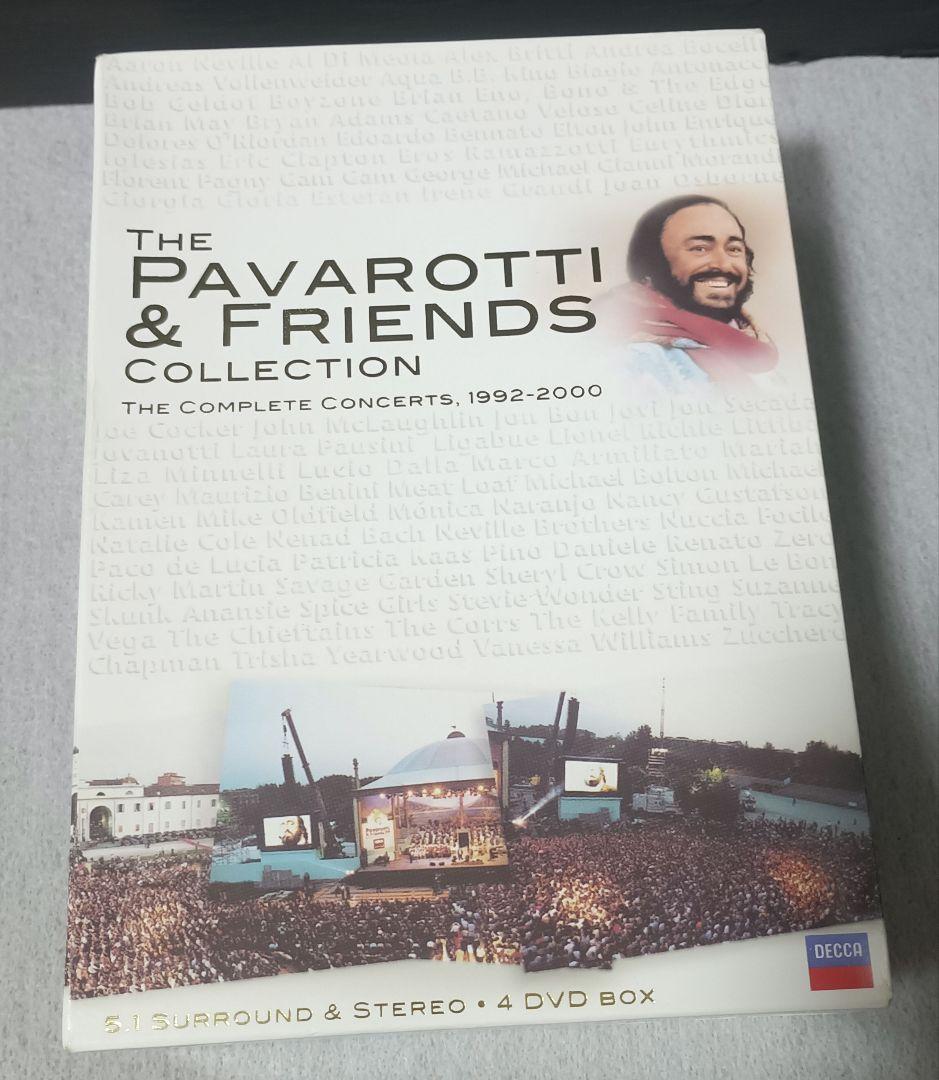 Aaron Neville Al Di Meola Alex Britti Andrea Bocelli
Andreas Vollenweider Aqua B.B. King Biagio Antonacci
Bob Geldof Boyzone Brian Eno, Bono & The Edge
Brian May Bryan Adams Caetano Veloso Celine Dion
Dolores O'Riordan Edoardo Bennato Elton John Enrique
Iglesias Eric Clapton Eros Ramazzotti Eurythmics
Florent Pagny Gam Gam George Michael Gianni Morandi
Giorgia Gloria Estefan Irene Grandi Joan Osborne
THE
PAVAROTTI
& FRIENDS
COLLECTION
THE COMPLETE CONCERTS, 1992-2000
Joe Cocker John McLaughlin Jon Bon Jovi Jon Secada
Jovanotti Laura Pausini Ligabue Lionel Richie Litfiba
Liza Minnelli Lucio Dalla Marco Armiliato Mariah
Carey Maurizio Benini Meat Loaf Michael Bolton Michael
Kamen Mike Oldfield Mónica Naranjo Nancy Gustafson
Natalie Cole Nenad Bach Neville Brothers Nuccia Focile
Paco de Lucia Patricia Kaas Pino Daniele Renato Zero
Ricky Martin Savage Garden Sheryl Crow Simon Le Bon
Skunk Anansie Spice Girls Stevie Wonder Sting Suzanne
Vega The Chieftains The Corrs The Kelly Family Tracy
Chapman Trisha Yearwood Vanessa Williams Zucchero
Pavarotti
& Friends
DECCA
5.1 SURROUND & STEREO • 4 DVD BOX